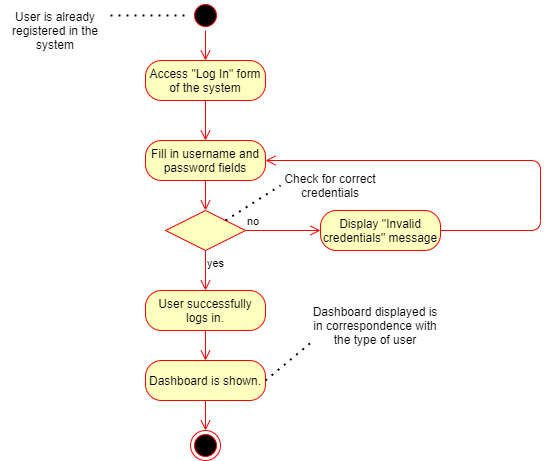 User is already
registered in the
system
Access "Log In" form
of the system
Fill in username and
password fields
Check for correct
credentials
no
Display "Invalid
credentials" message
yes
User successfully
logs in.
Dashboard displayed is
in correspondence with
the type of user
Dashboard is shown.